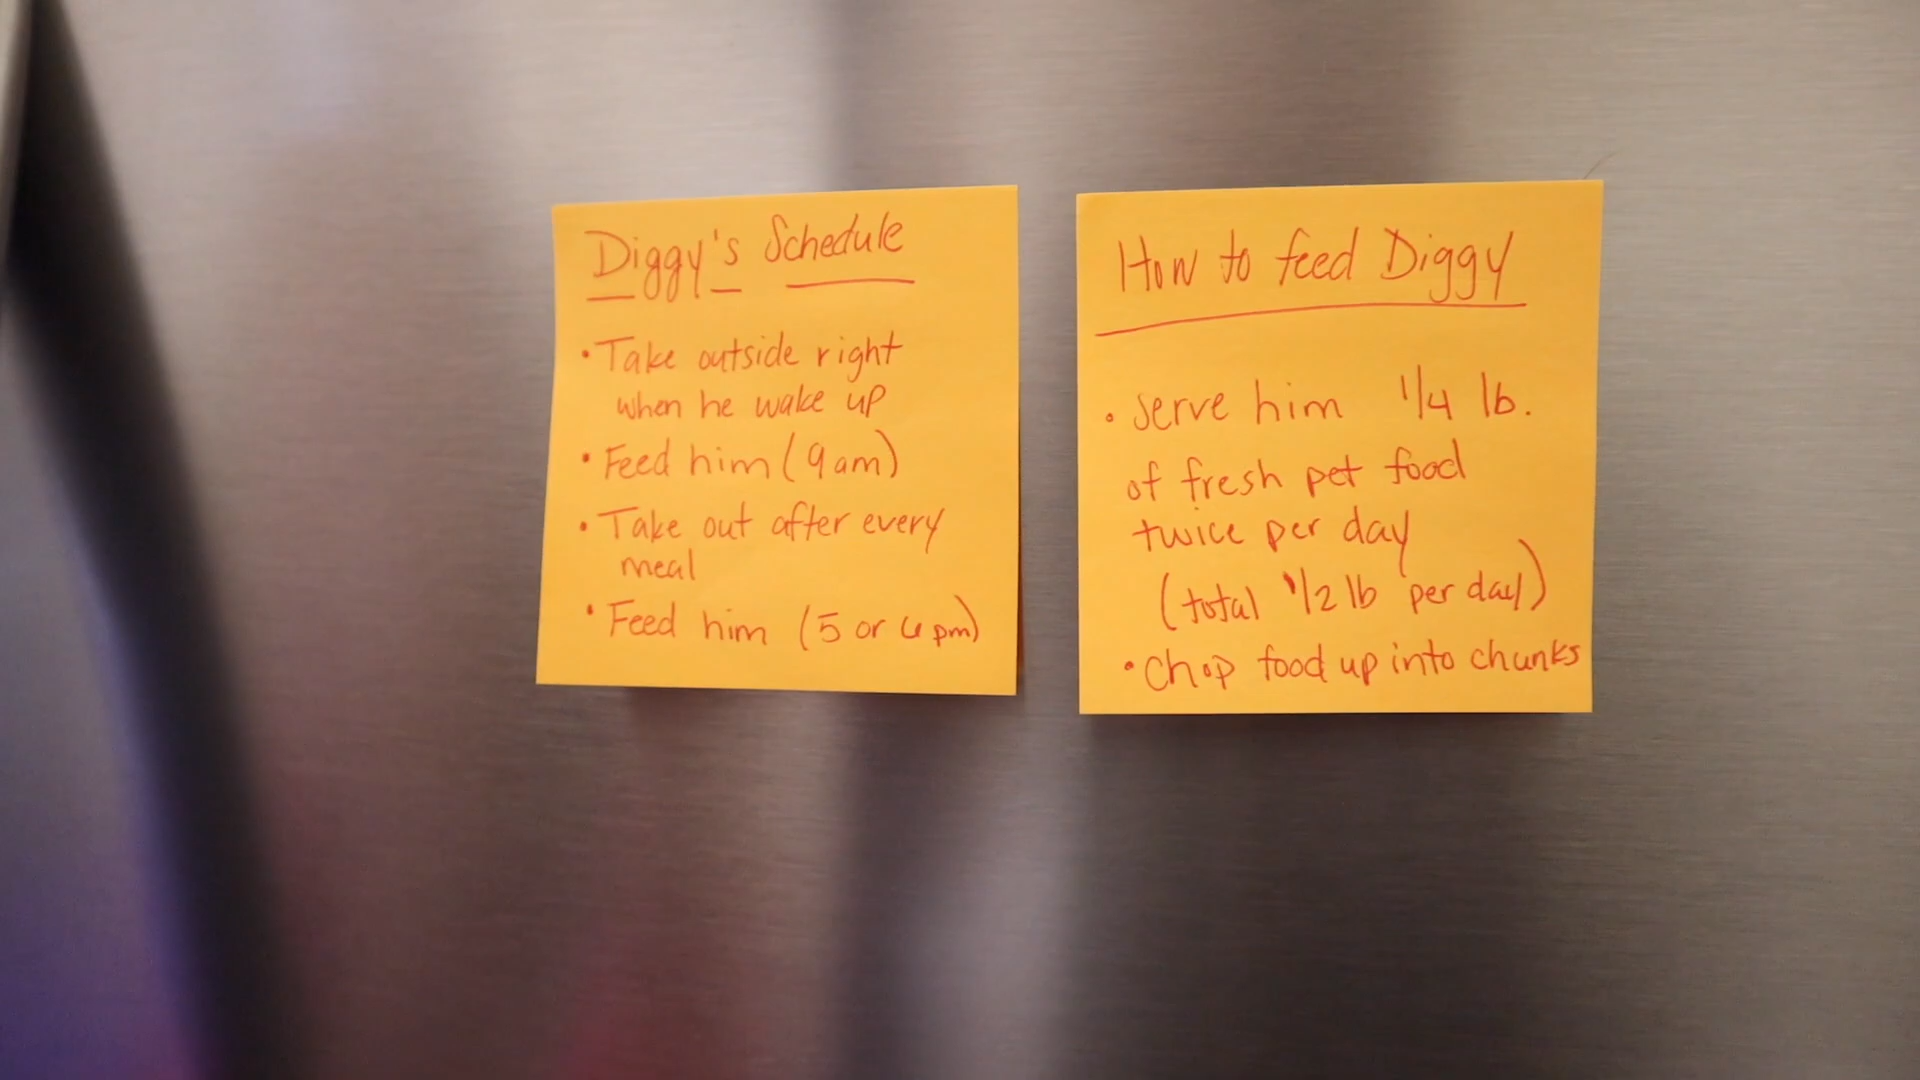 Diggy's Schedule
• Take outside right
when he wake up
• Feed him (9am)
• Take out after every
meal
• Feed him (5 or 6 pm)
How to feed Diggy
• serve him 1/4 lb.
of fresh pet food
twice per day
(total 1/2 lb per day)
• Chop food up into chunks